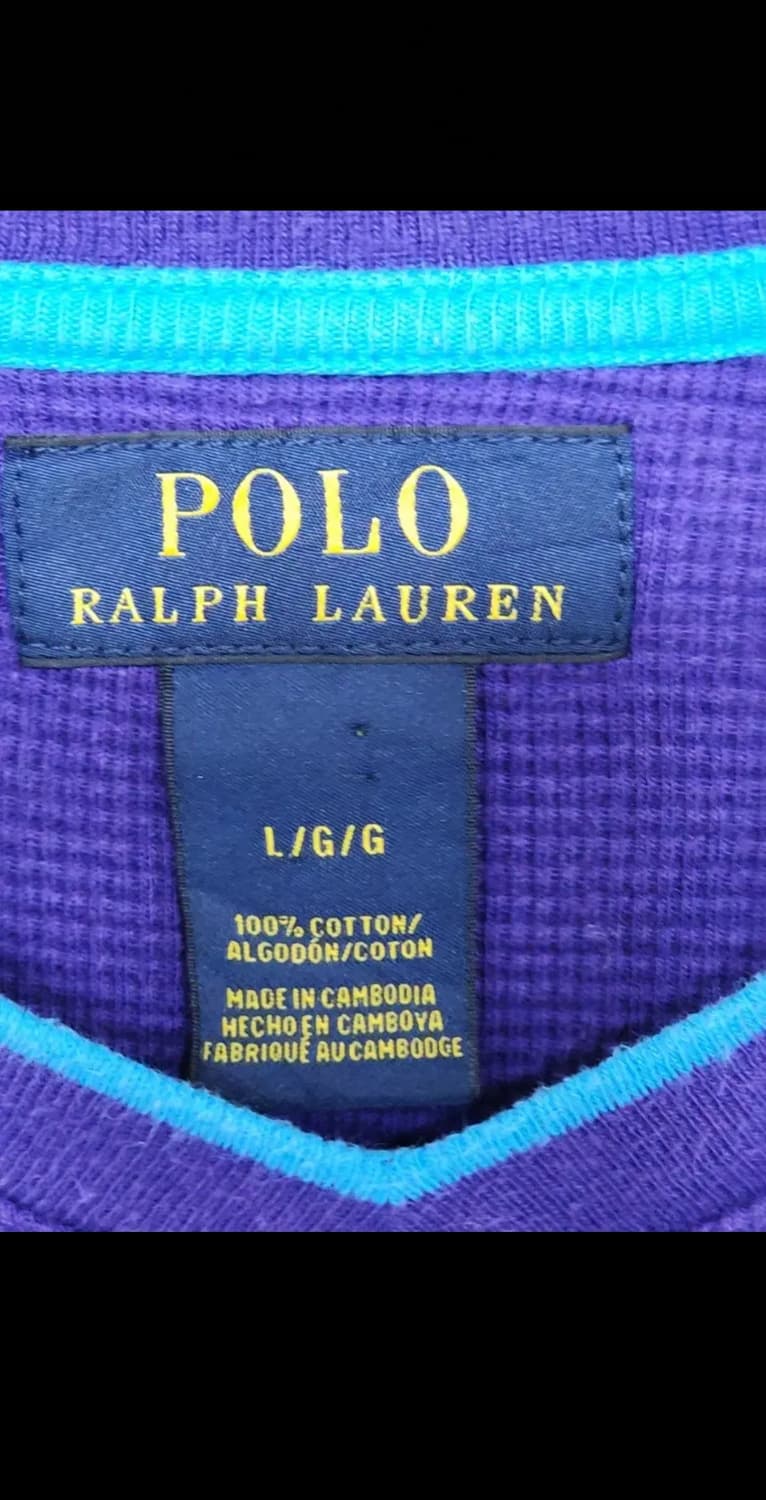 POLO
RALPH LAUREN
L/G/G
100% COTTON/
ALGODÓN/COTON
MADE IN CAMBODIA
HECHO EN CAMBOYA
FABRIQUÉ AU CAMBODGE